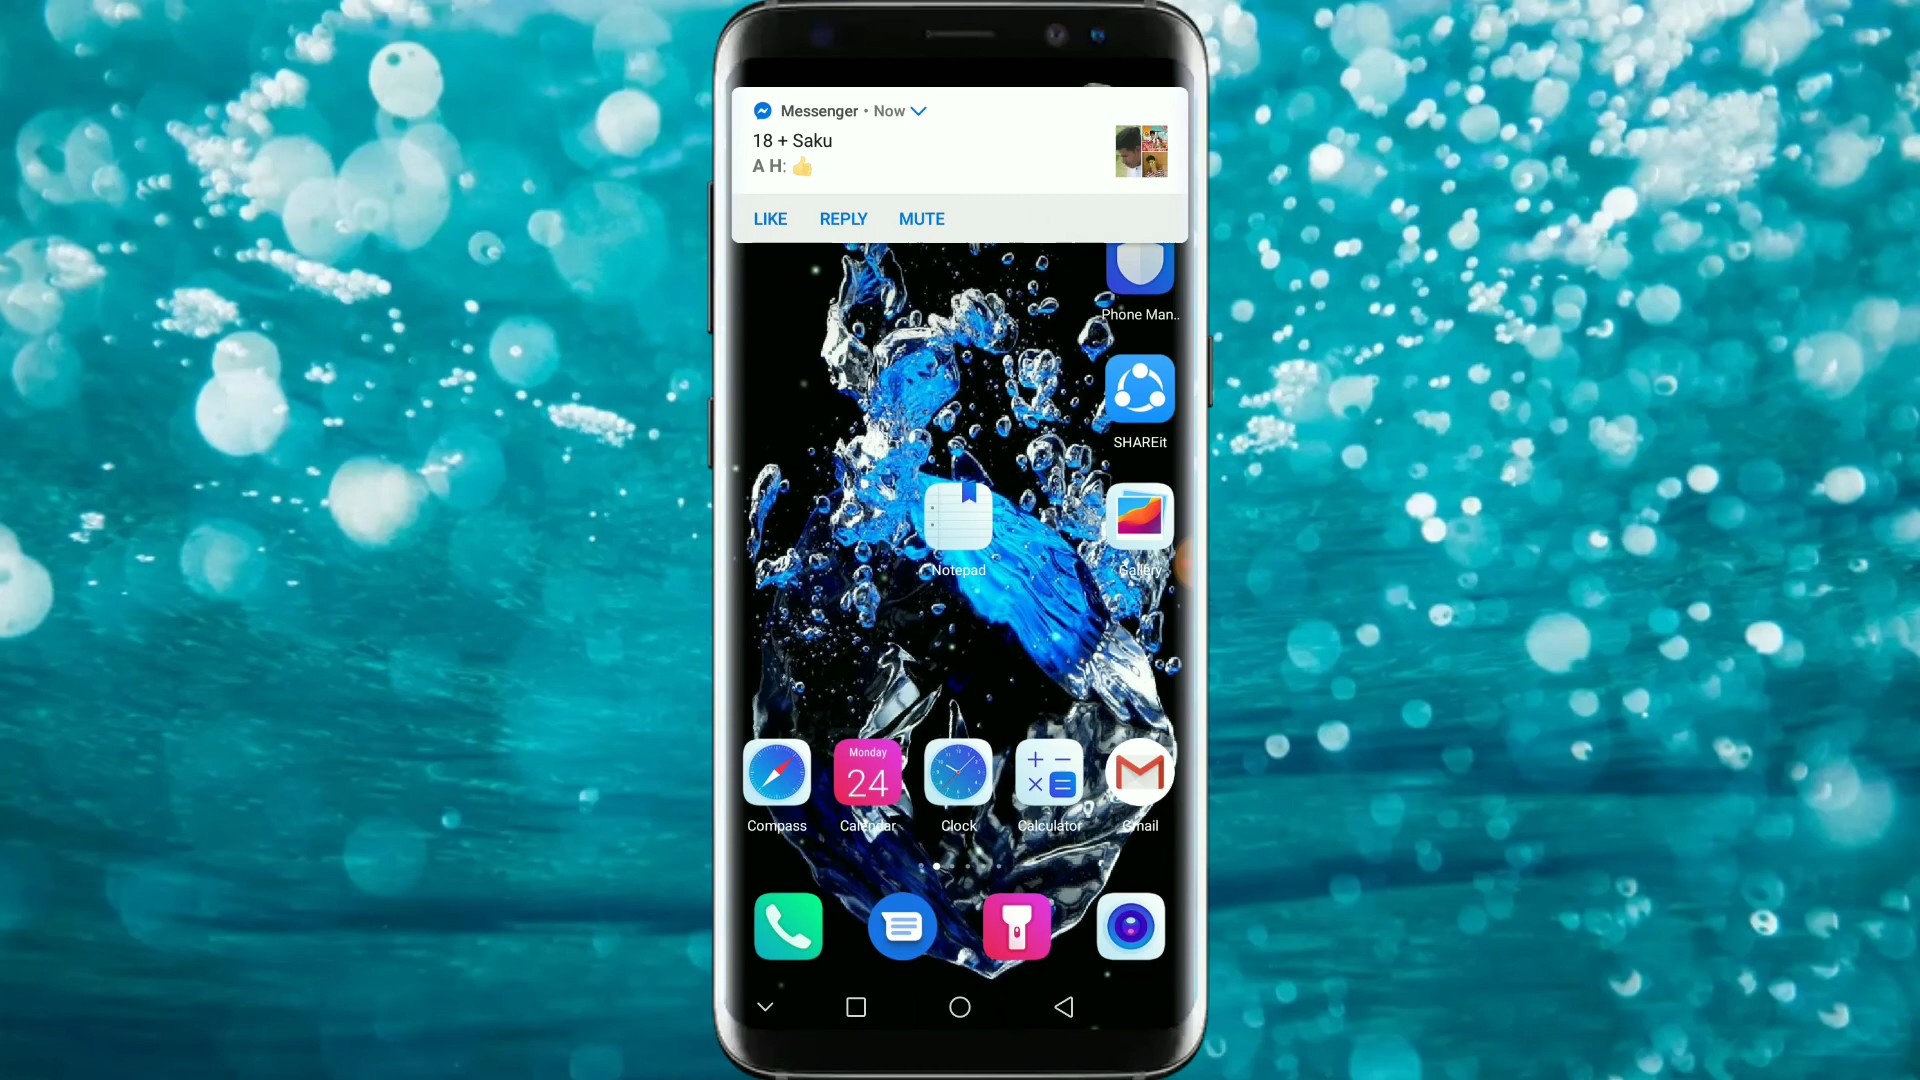 Messenger • Now
18 + Saku
A H: 👍
LIKE REPLY MUTE
Phone Man..
SHAREit
Notepad
Gallery
Monday
24
Compass
Calendar
Clock
Calculator
Gmail